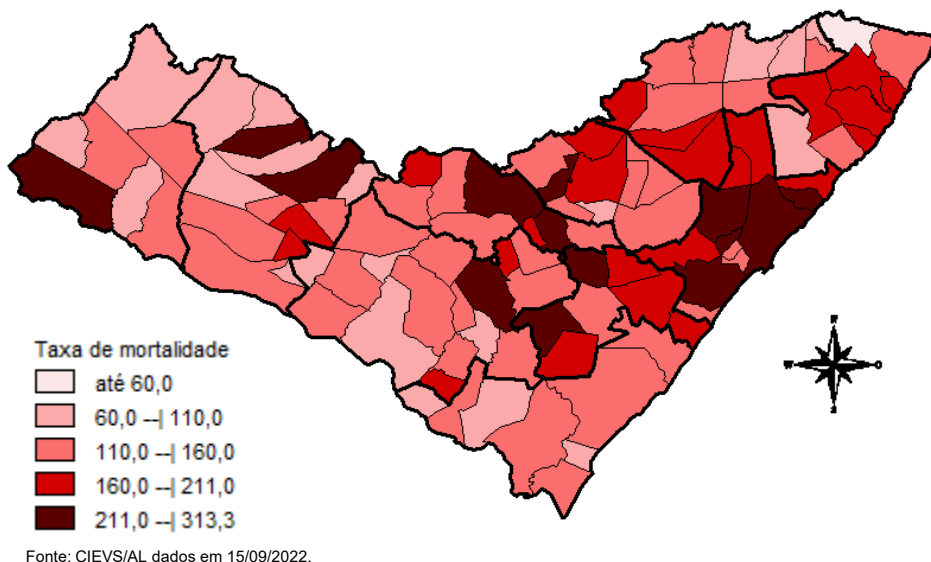 Taxa de mortalidade
até 60,0
60,0 --| 110,0
110,0 --| 160,0
160,0 --| 211,0
211,0 --| 313,3
N
W
O
S
Fonte: CIEVS/AL dados em 15/09/2022.